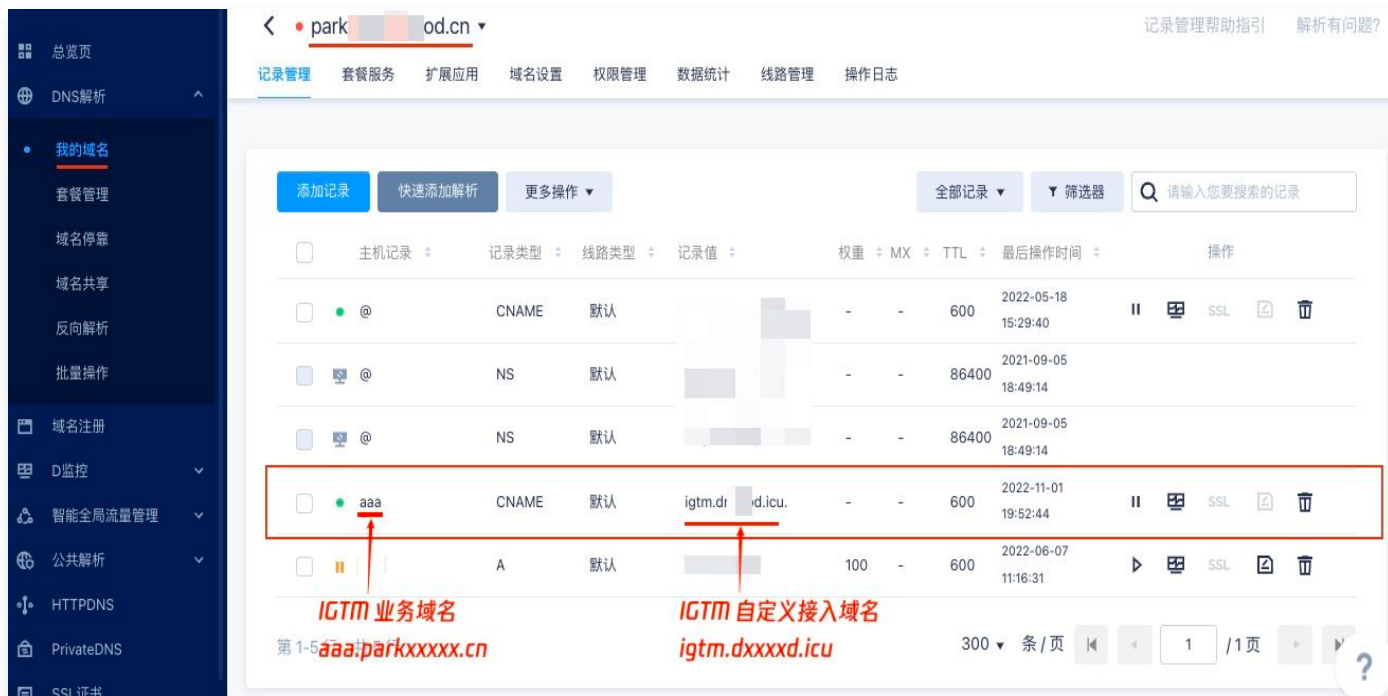 park od.cn
记录管理帮助指引 解析有问题?
总览页
DNS解析
我的域名
套餐管理
域名停靠
域名共享
反向解析
批量操作
域名注册
D监控
智能全局流量管理
公共解析
HTTPDNS
PrivateDNS
SSL 证书
记录管理 套餐服务 扩展应用 域名设置 权限管理 数据统计 线路管理 操作日志
添加记录 快速添加解析 更多操作 全部记录 筛选器 请输入您要搜索的记录
主机记录 记录类型 线路类型 记录值 权重 MX TTL 最后操作时间 操作
@ CNAME 默认 - - 600 2022-05-18 15:29:40 SSL
@ NS 默认 - - 86400 2021-09-05 18:49:14
@ NS 默认 - - 86400 2021-09-05 18:49:14
aaa CNAME 默认 igtm.dr d.icu. - - 600 2022-11-01 19:52:44 SSL
A 默认 100 - 600 2022-06-07 11:16:31 SSL
IGTM 业务域名
aaa.parkxxxxx.cn
IGTM 自定义接入域名
igtm.dxxxxd.icu
第 1-5
300 条/页 1 /1页
?